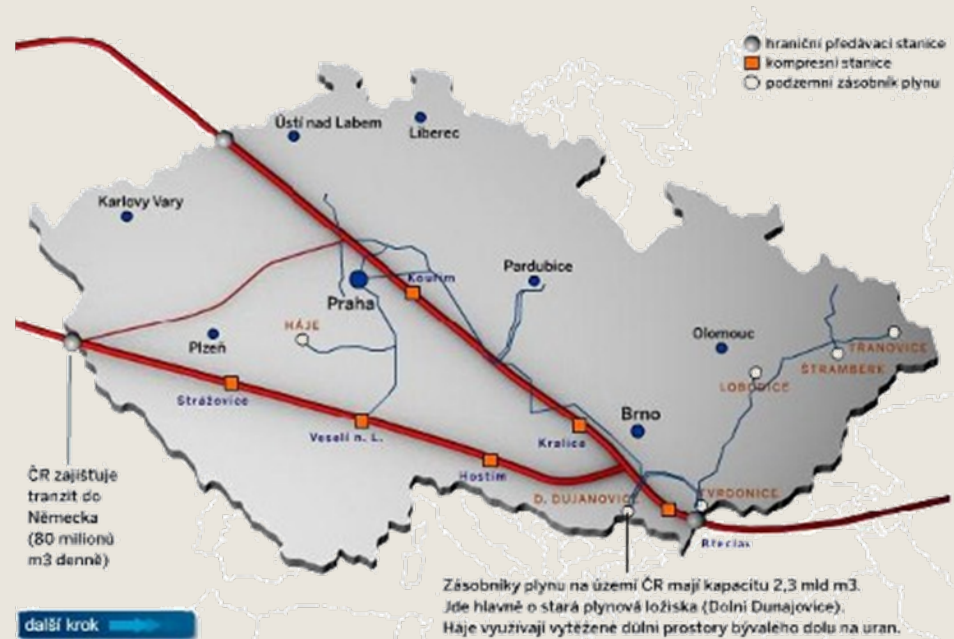 hraniční předávací stanice
kompresní stanice
podzemní zásobník plynu
Ústí nad Labem
Liberec
Karlovy Vary
Kouřim
Pardubice
Praha
HÁJE
Plzeň
Olomouc
TŘANOVICE
ŠTRAMBERK
LOBODICE
Strážovice
Brno
Veselí n. L.
Kralice
Hostim
D. DUJANOVICE
TVRDONICE
Břeclav
ČR zajišťuje
tranzit do
Německa
(80 milionů
m3 denně)
Zásobníky plynu na území ČR mají kapacitu 2,3 mld m3.
Jde hlavně o stará plynová ložiska (Dolní Dunajovice).
Háje využívají vytěžené důlní prostory bývalého dolu na uran.
další krok